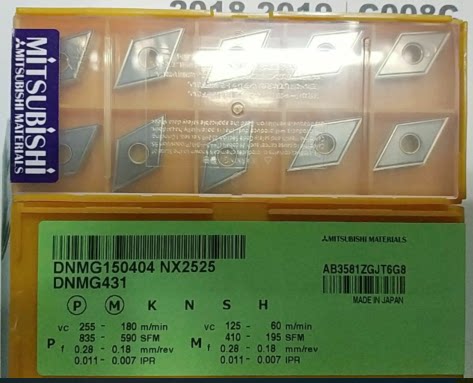 2018-2019
MITSUBISHI
MITSUBISHI MATERIALS
MITSUBISHI MATERIALS
DNMG150404 NX2525
DNMG431
AB3581ZGJT6G8
MADE IN JAPAN
P M K N S H
P vc 255 - 180 m/min
835 - 590 SFM
f 0.28 - 0.18 mm/rev
0.011 - 0.007 IPR
M vc 125 - 60 m/min
410 - 195 SFM
f 0.28 - 0.18 mm/rev
0.011 - 0.007 IPR